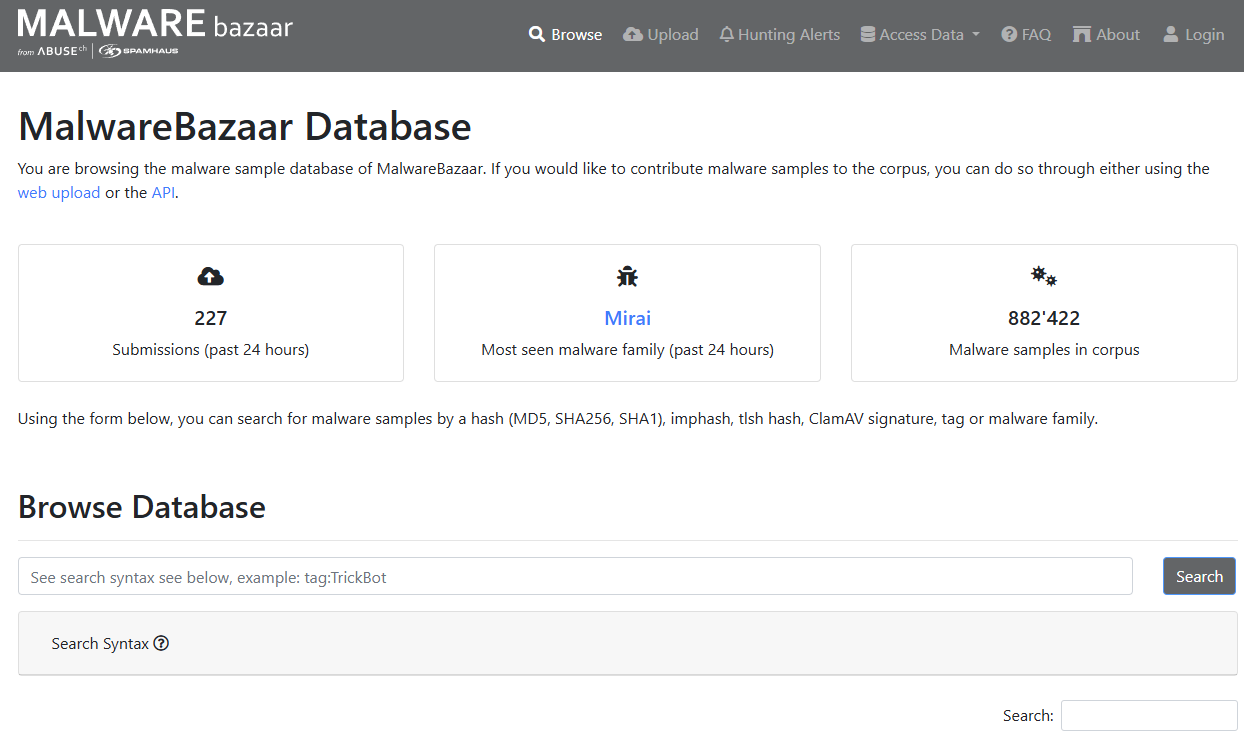 MALWARE bazaar
from ABUSE ch | SPAMHAUS
Browse Upload Hunting Alerts Access Data FAQ About Login
MalwareBazaar Database
You are browsing the malware sample database of MalwareBazaar. If you would like to contribute malware samples to the corpus, you can do so through either using the
web upload or the API.
227
Submissions (past 24 hours)
Mirai
Most seen malware family (past 24 hours)
882'422
Malware samples in corpus
Using the form below, you can search for malware samples by a hash (MD5, SHA256, SHA1), imphash, tlsh hash, ClamAV signature, tag or malware family.
Browse Database
See search syntax see below, example: tag:TrickBot
Search
Search Syntax
Search: